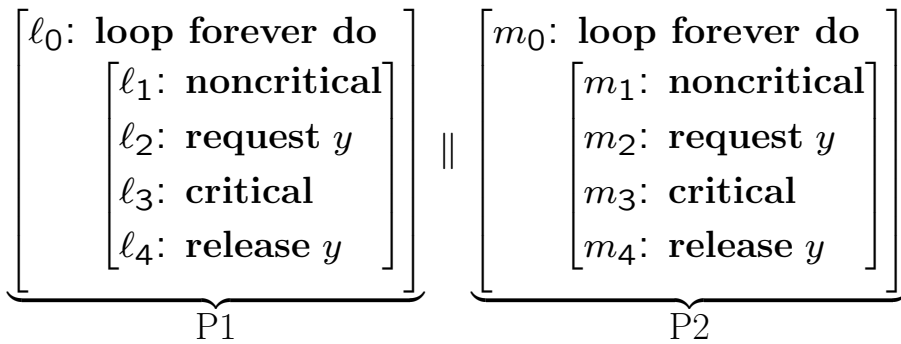 ℓ0: loop forever do m0: loop forever do
ℓ1: noncritical m1: noncritical
ℓ2: request y || m2: request y
ℓ3: critical m3: critical
ℓ4: release y m4: release y
P1 P2